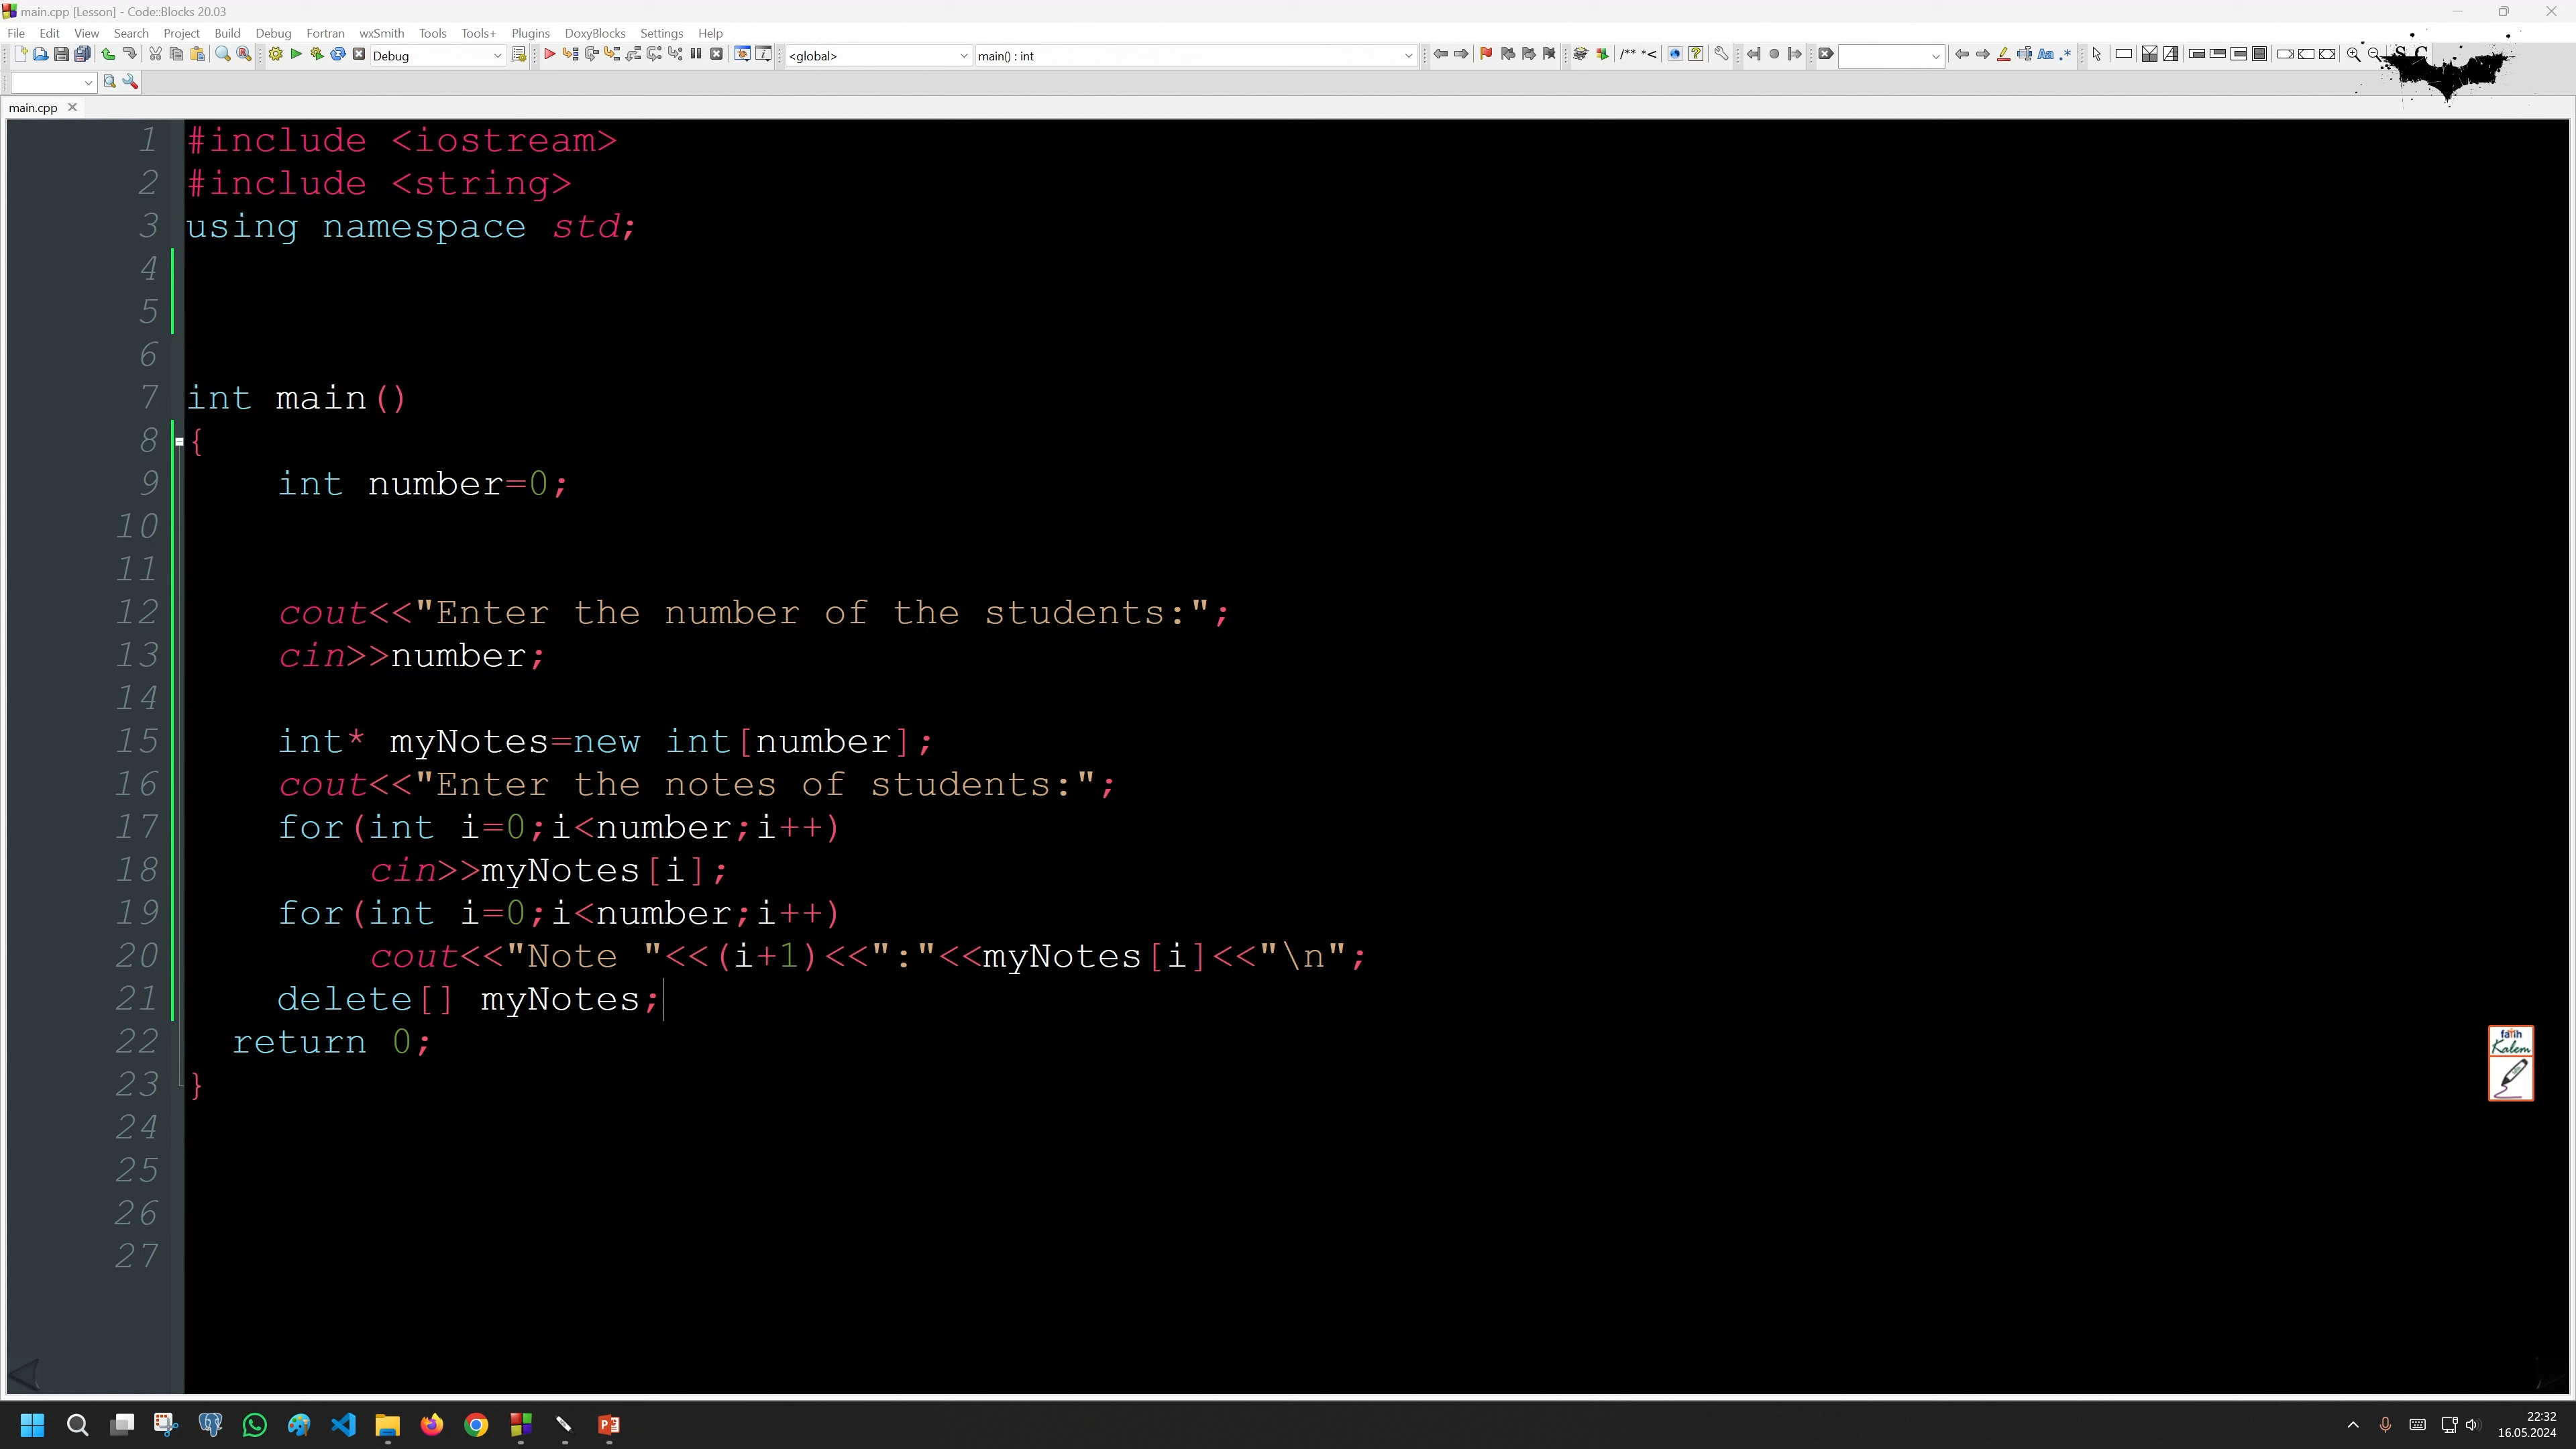 main.cpp [Lesson] - Code::Blocks 20.03
File Edit View Search Project Build Debug Fortran wxSmith Tools Tools+ Plugins DoxyBlocks Settings Help
Debug <global> main() : int /** *< Aa .*
S C
main.cpp
1 #include <iostream>
2 #include <string>
3 using namespace std;
4
5
6
7 int main()
8 {
9 int number=0;
10
11
12 cout<<"Enter the number of the students:";
13 cin>>number;
14
15 int* myNotes=new int[number];
16 cout<<"Enter the notes of students:";
17 for(int i=0;i<number;i++)
18 cin>>myNotes[i];
19 for(int i=0;i<number;i++)
20 cout<<"Note "<<(i+1)<<":"<<myNotes[i]<<"\n";
21 delete[] myNotes;
22 return 0;
23 }
24
25
26
27
fatih
Kalem
22:32
16.05.2024